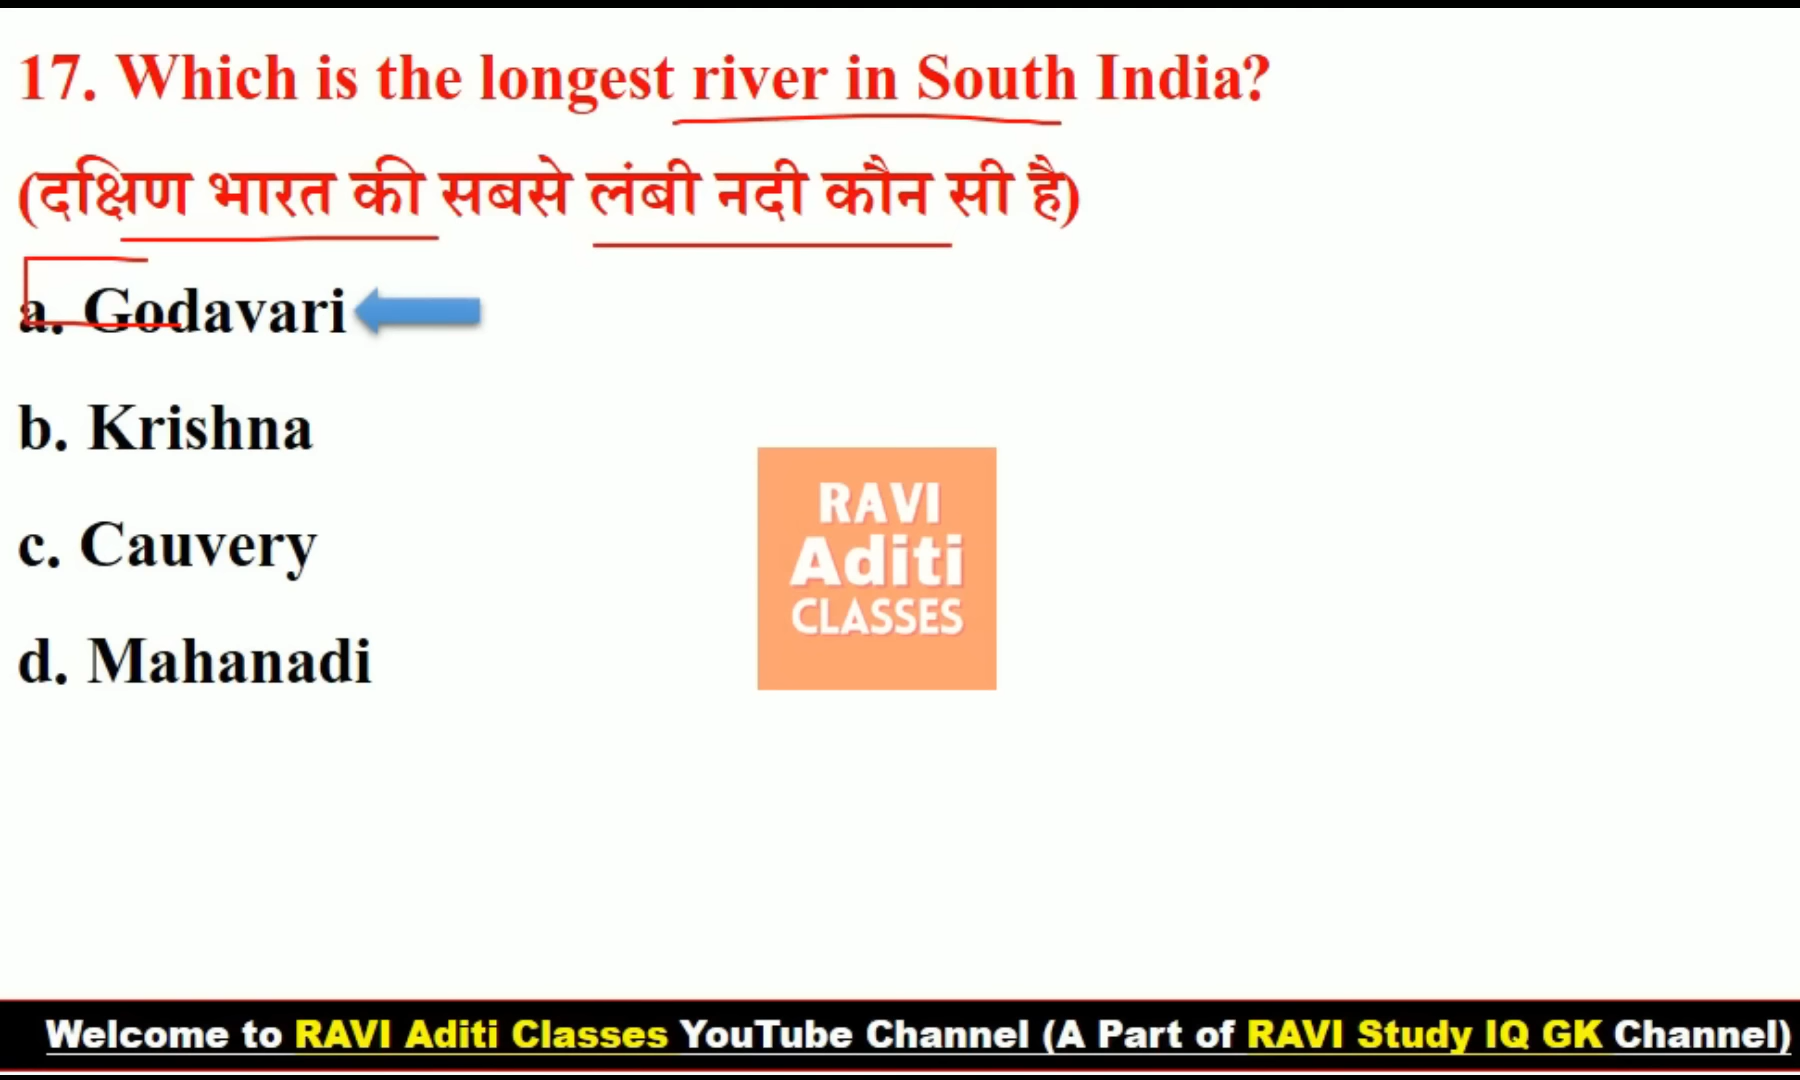 17. Which is the longest river in South India?
(दक्षिण भारत की सबसे लंबी नदी कौन सी है)
a. Godavari
b. Krishna
c. Cauvery
d. Mahanadi
RAVI
Aditi
CLASSES
Welcome to RAVI Aditi Classes YouTube Channel (A Part of RAVI Study IQ GK Channel)